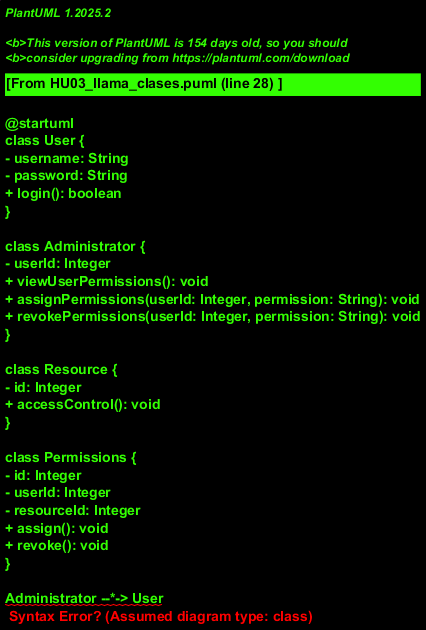 PlantUML 1.2025.2
<b>This version of PlantUML is 154 days old, so you should
<b>consider upgrading from https://plantuml.com/download
[From HU03_llama_clases.puml (line 28) ]
@startuml
class User {
- username: String
- password: String
+ login(): boolean
}
class Administrator {
- userId: Integer
+ viewUserPermissions(): void
+ assignPermissions(userId: Integer, permission: String): void
+ revokePermissions(userId: Integer, permission: String): void
}
class Resource {
- id: Integer
+ accessControl(): void
}
class Permissions {
- id: Integer
- userId: Integer
- resourceId: Integer
+ assign(): void
+ revoke(): void
}
Administrator --*-> User
Syntax Error? (Assumed diagram type: class)